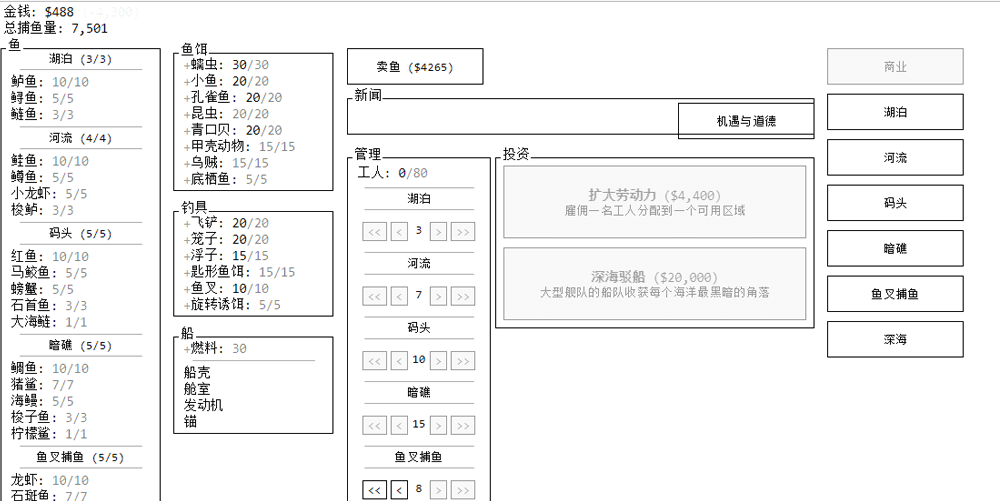 金钱: $488
总捕鱼量: 7,501
鱼
湖泊 (3/3)
鲈鱼: 10/10
鲟鱼: 5/5
鲢鱼: 3/3
河流 (4/4)
鲑鱼: 10/10
鳟鱼: 5/5
小龙虾: 5/5
梭鲈: 3/3
码头 (5/5)
红鱼: 10/10
马鲛鱼: 5/5
螃蟹: 5/5
石首鱼: 3/3
大海鲢: 1/1
暗礁 (5/5)
鲷鱼: 10/10
猪鲨: 7/7
海鳗: 5/5
梭子鱼: 3/3
柠檬鲨: 1/1
鱼叉捕鱼 (5/5)
龙虾: 10/10
石斑鱼: 7/7
鱼饵
+蠕虫: 30/30
+小鱼: 20/20
+孔雀鱼: 20/20
+昆虫: 20/20
+青口贝: 20/20
+甲壳动物: 15/15
+乌贼: 15/15
+底栖鱼: 5/5
钓具
+飞铲: 20/20
+笼子: 20/20
+浮子: 15/15
+匙形鱼饵: 15/15
+鱼叉: 10/10
+旋转诱饵: 5/5
船
+燃料: 30
船壳
舱室
发动机
锚
卖鱼 ($4265)
新闻
机遇与道德
管理
工人: 0/80
湖泊
<< < 3 > >>
河流
<< < 7 > >>
码头
<< < 10 > >>
暗礁
<< < 15 > >>
鱼叉捕鱼
<< < 8 > >>
投资
扩大劳动力 ($4,400)
雇佣一名工人分配到一个可用区域
深海驳船 ($20,000)
大型舰队的船队收获每个海洋最黑暗的角落
商业
湖泊
河流
码头
暗礁
鱼叉捕鱼
深海